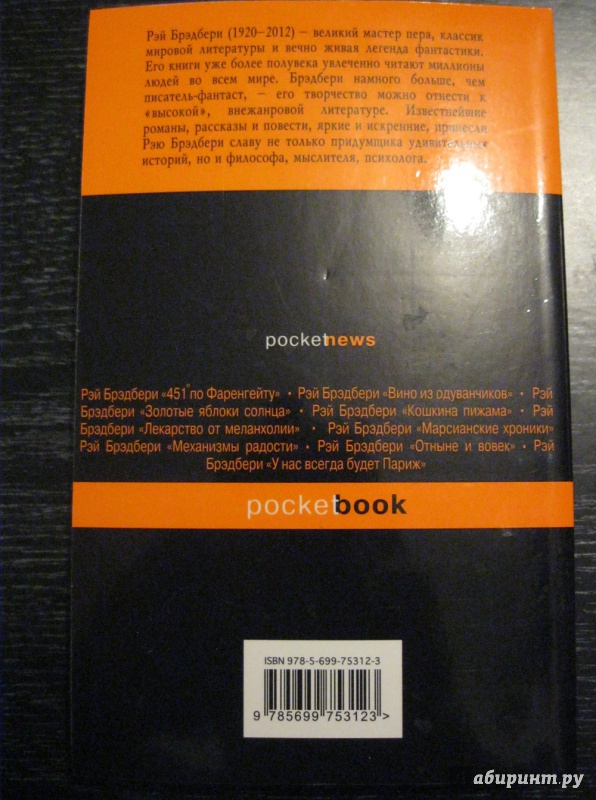 Рэй Брэдбери (1920–2012) – великий мастер пера, классик
мировой литературы и вечно живая легенда фантастики.
Его книги уже более полувека увлеченно читают миллионы
людей во всем мире. Брэдбери намного больше, чем
писатель-фантаст, – его творчество можно отнести к
«высокой», внежанровой литературе. Известнейшие
романы, рассказы и повести, яркие и искренние, принесли
Рэю Брэдбери славу не только придумщика удивительных
историй, но и философа, мыслителя, психолога.
pocketnews
Рэй Брэдбери «451° по Фаренгейту» • Рэй Брэдбери «Вино из одуванчиков» • Рэй
Брэдбери «Золотые яблоки солнца» • Рэй Брэдбери «Кошкина пижама» • Рэй
Брэдбери «Лекарство от меланхолии» • Рэй Брэдбери «Марсианские хроники»
Рэй Брэдбери «Механизмы радости» • Рэй Брэдбери «Отныне и вовек» • Рэй
Брэдбери «У нас всегда будет Париж»
pocketbook
ISBN 978-5-699-75312-3
9 785699 753123 >
абиринт.ру